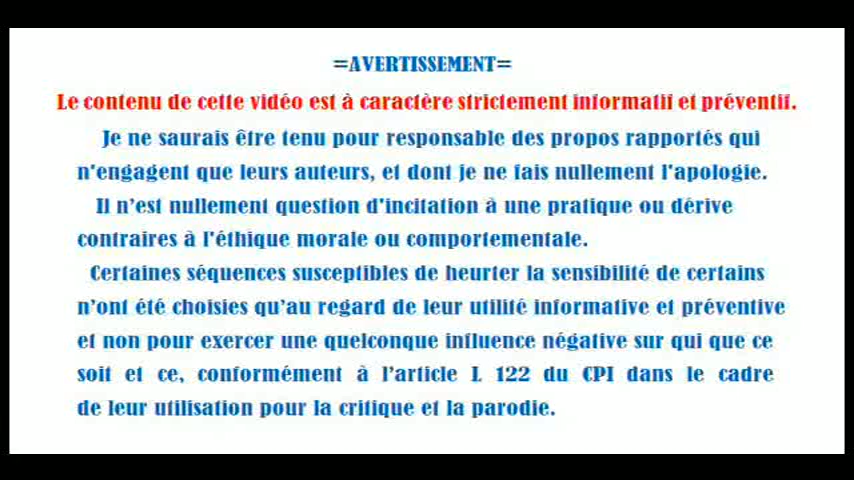 =AVERTISSEMENT=
Le contenu de cette vidéo est à caractère strictement informatif et préventif.
Je ne saurais être tenu pour responsable des propos rapportés qui
n'engagent que leurs auteurs, et dont je ne fais nullement l'apologie.
Il n'est nullement question d'incitation à une pratique ou dérive
contraires à l'éthique morale ou comportementale.
Certaines séquences susceptibles de heurter la sensibilité de certains
n'ont été choisies qu'au regard de leur utilité informative et préventive
et non pour exercer une quelconque influence négative sur qui que ce
soit et ce, conformément à l'article L 122 du CPI dans le cadre
de leur utilisation pour la critique et la parodie.